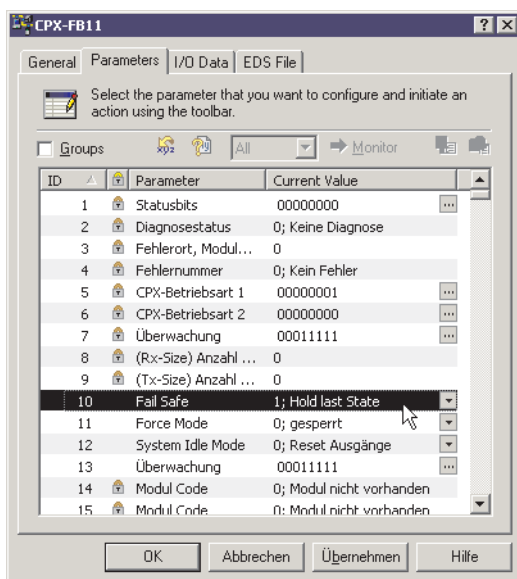 CPX-FB11
General Parameters I/O Data EDS File
Select the parameter that you want to configure and initiate an
action using the toolbar.
Groups xyz All Monitor
ID Parameter Current Value
1 Statusbits 00000000 ...
2 Diagnosestatus 0; Keine Diagnose
3 Fehlerort, Modul... 0
4 Fehlernummer 0; Kein Fehler
5 CPX-Betriebsart 1 00000001 ...
6 CPX-Betriebsart 2 00000000 ...
7 Überwachung 00011111 ...
8 (Rx-Size) Anzahl ... 0
9 (Tx-Size) Anzahl ... 0
10 Fail Safe 1; Hold last State
11 Force Mode 0; gesperrt
12 System Idle Mode 0; Reset Ausgänge
13 Überwachung 00011111 ...
14 Modul Code 0; Modul nicht vorhanden
15 Modul Code 0; Modul nicht vorhanden
OK Abbrechen Übernehmen Hilfe